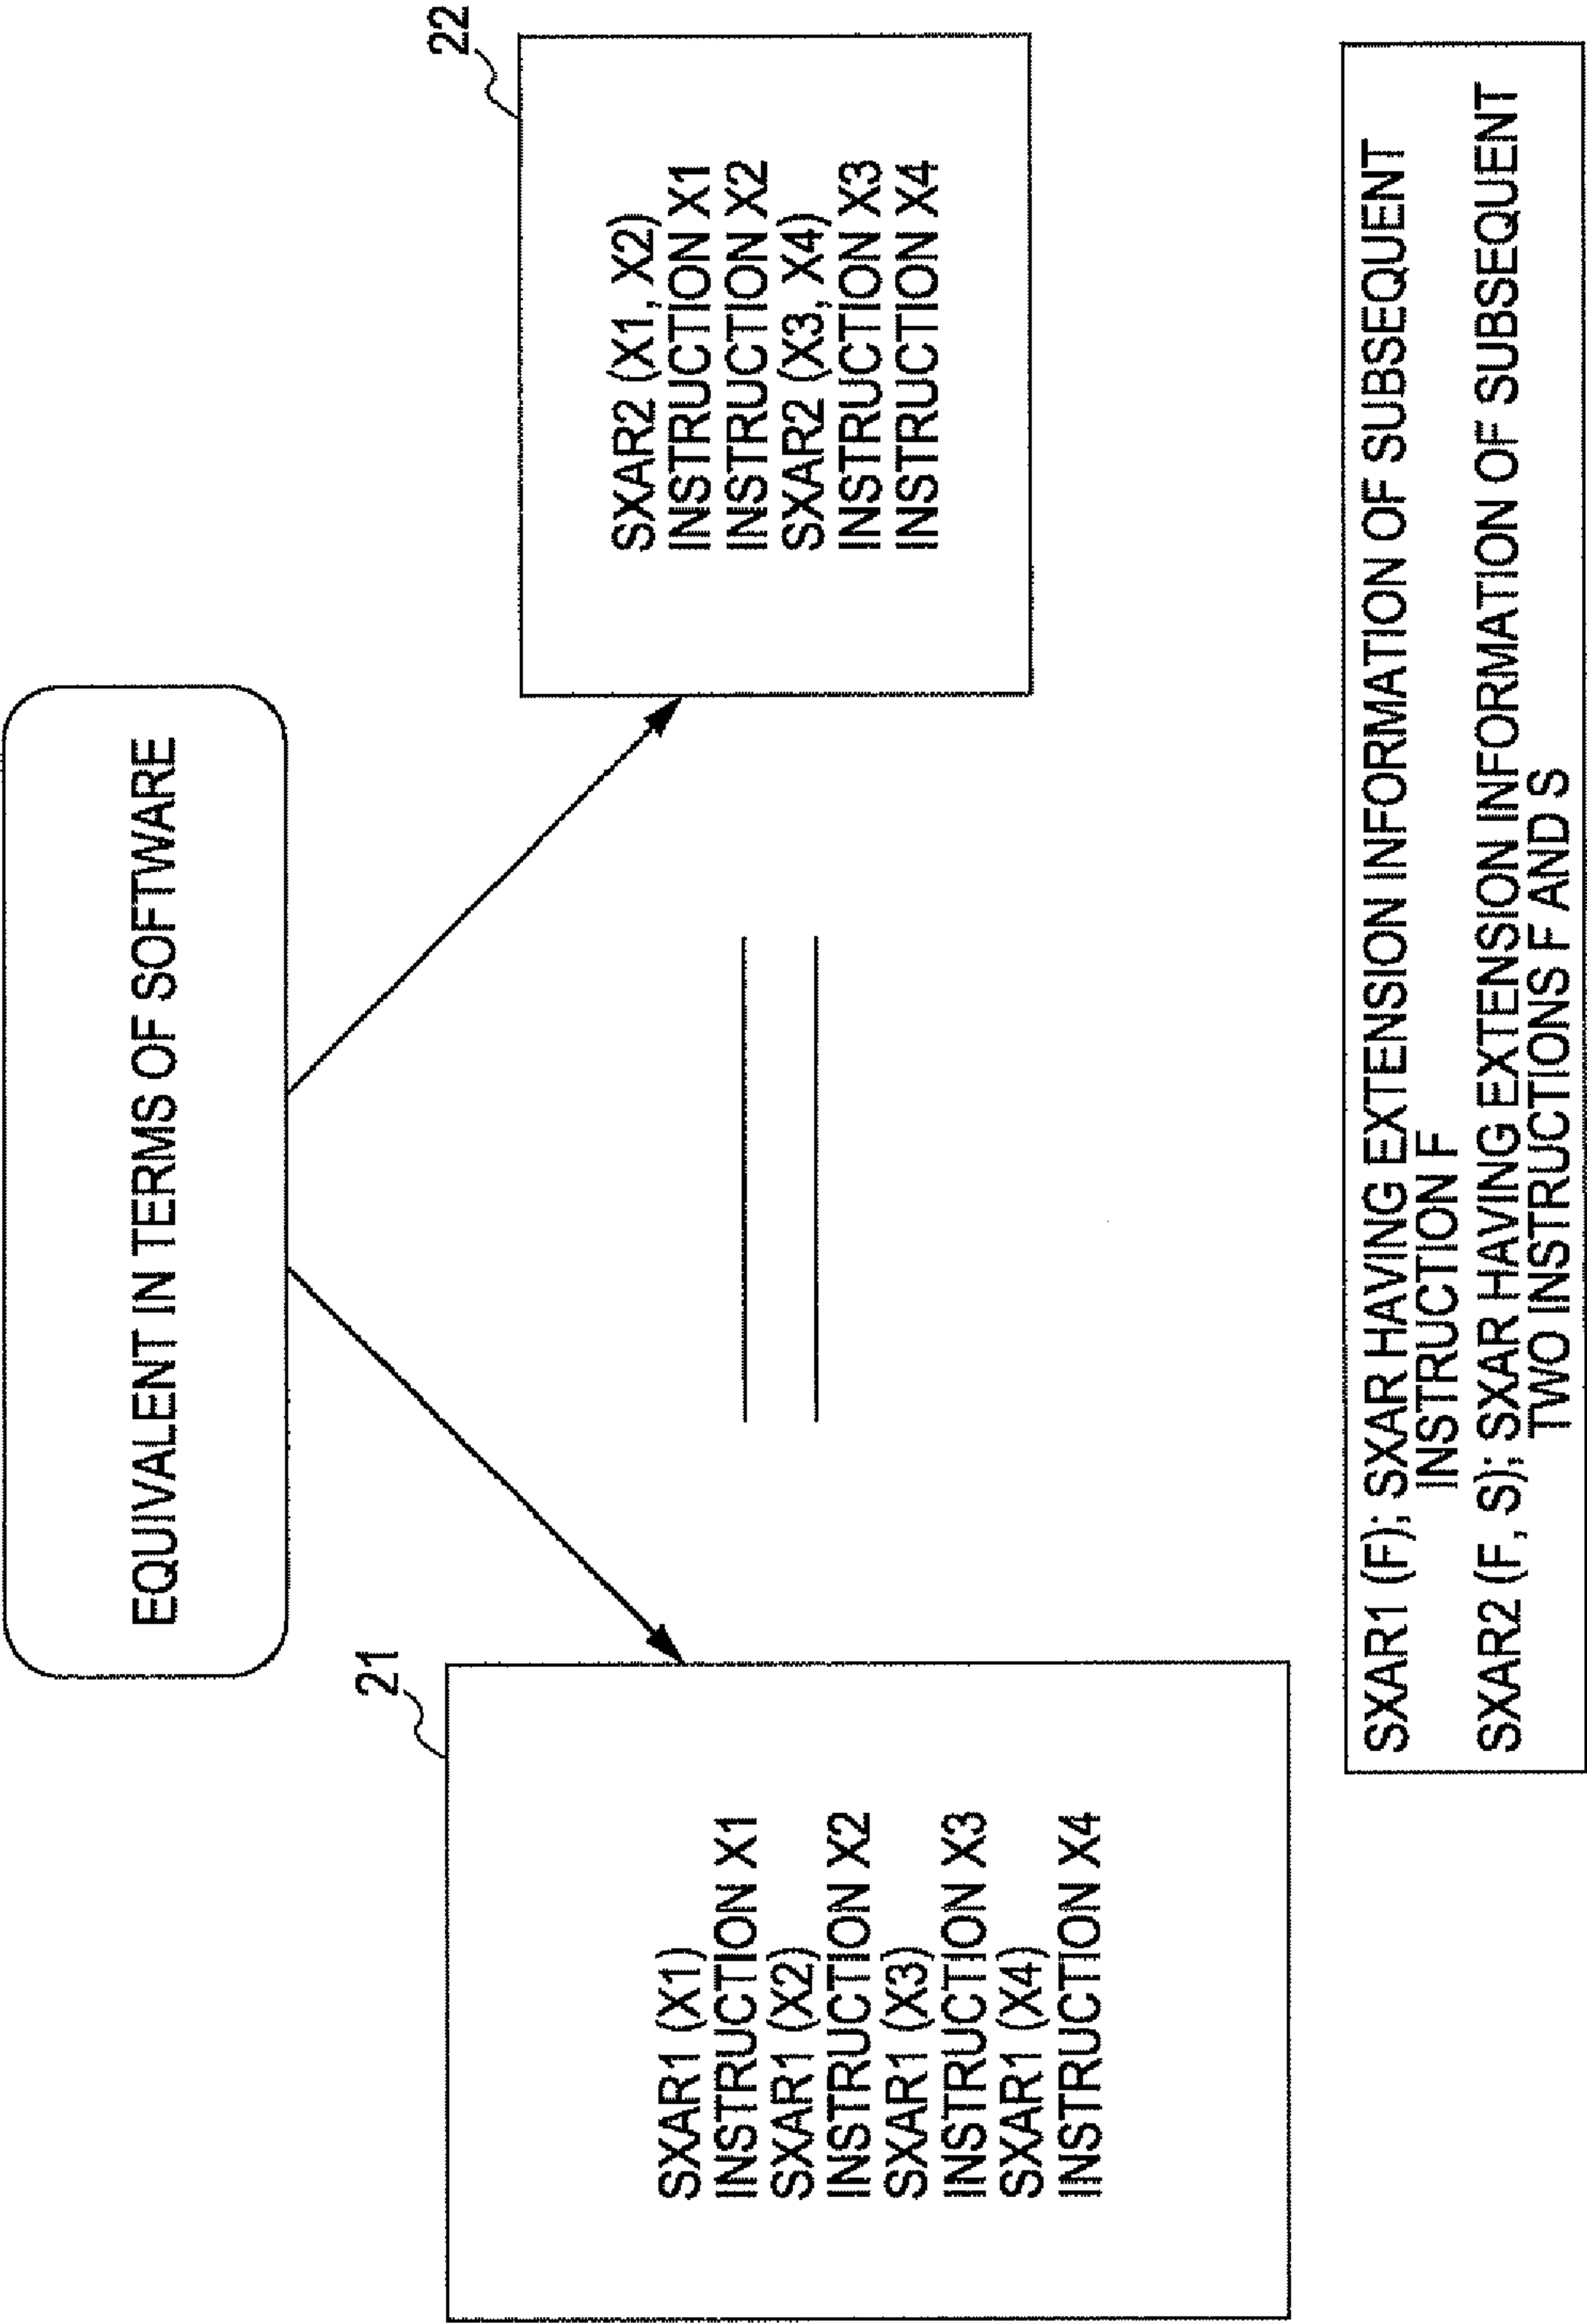 EQUIVALENT IN TERMS OF SOFTWARE
21
SXAR1 (X1)
INSTRUCTION X1
SXAR1 (X2)
INSTRUCTION X2
SXAR1 (X3)
INSTRUCTION X3
SXAR1 (X4)
INSTRUCTION X4
22
SXAR2 (X1, X2)
INSTRUCTION X1
INSTRUCTION X2
SXAR2 (X3, X4)
INSTRUCTION X3
INSTRUCTION X4
SXAR1 (F); SXAR HAVING EXTENSION INFORMATION OF SUBSEQUENT
INSTRUCTION F
SXAR2 (F, S); SXAR HAVING EXTENSION INFORMATION OF SUBSEQUENT
TWO INSTRUCTIONS F AND S